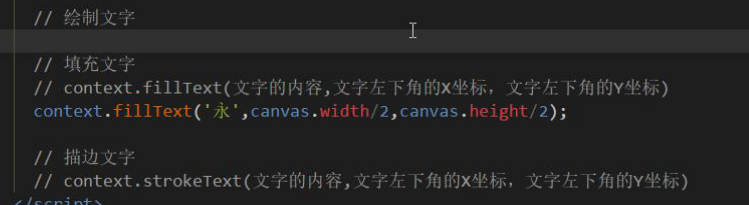 // 绘制文字
// 填充文字
// context.fillText(文字的内容,文字左下角的X坐标，文字左下角的Y坐标)
context.fillText('永',canvas.width/2,canvas.height/2);
// 描边文字
// context.strokeText(文字的内容,文字左下角的X坐标，文字左下角的Y坐标)
</script>